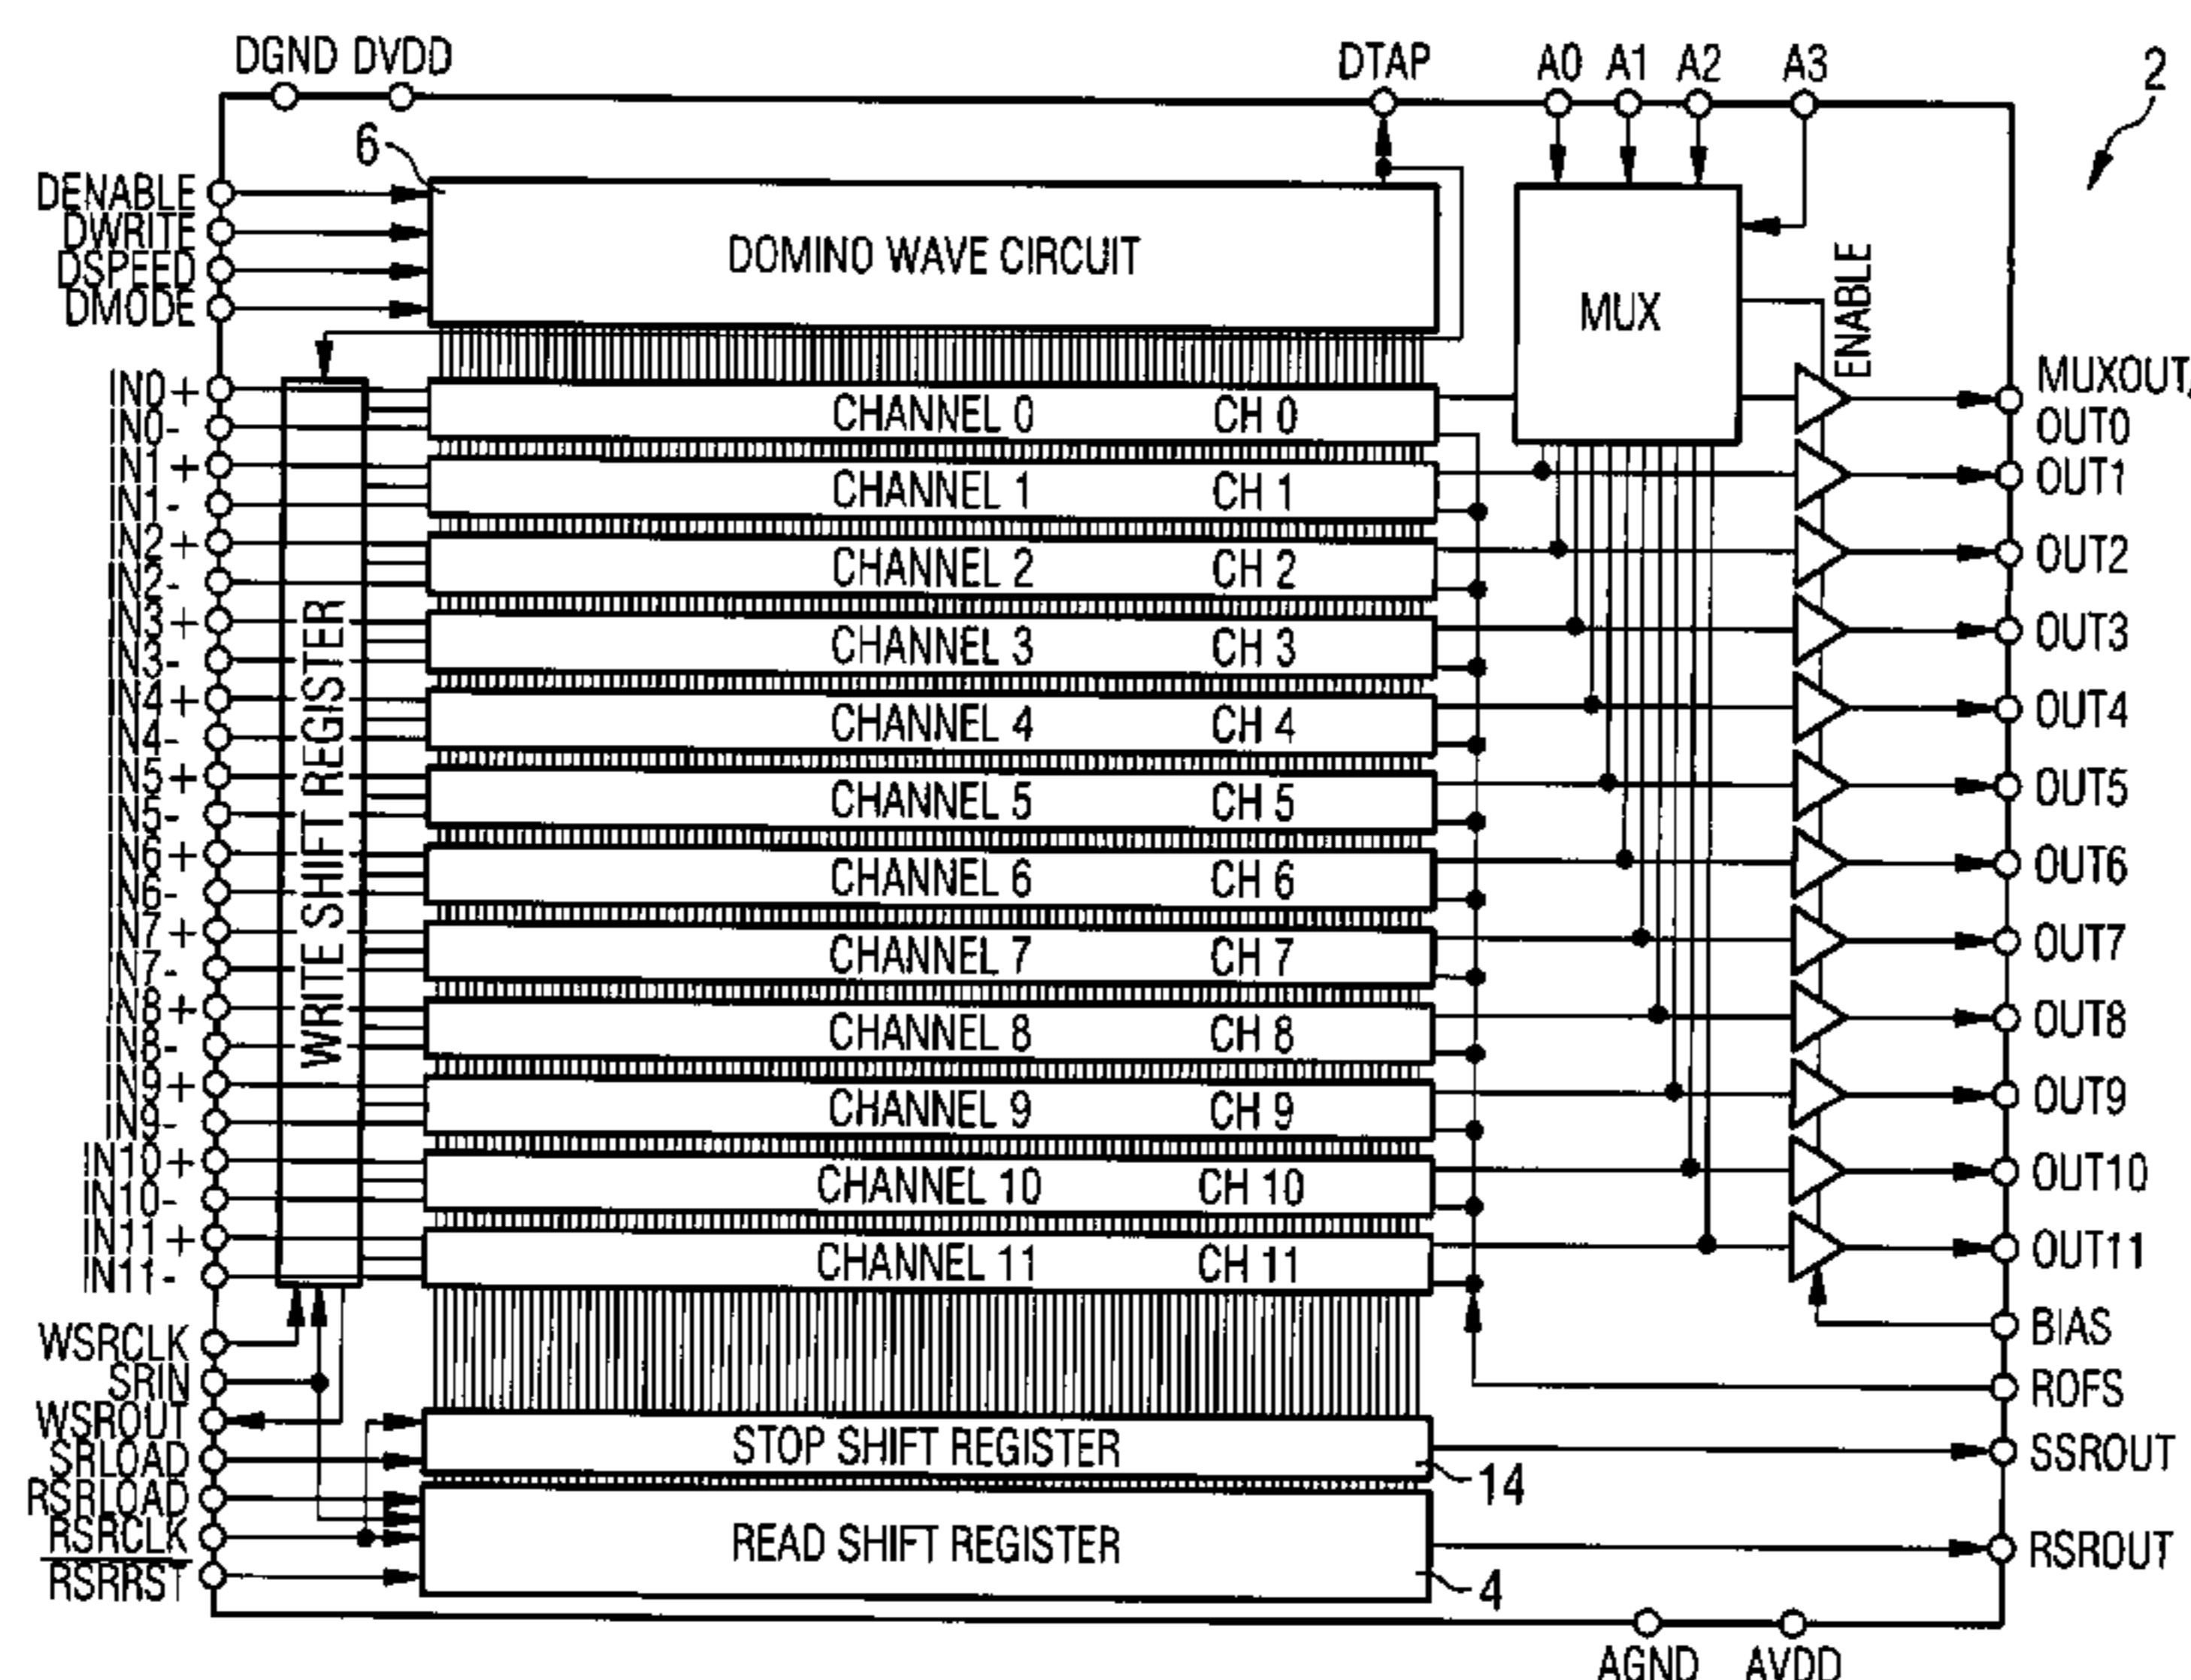 DGND DVDD DTAP A0 A1 A2 A3 2
6
DENABLE
DWRITE
DSPEED
DMODE
DOMINO WAVE CIRCUIT
MUX
ENABLE
WRITE SHIFT REGISTER
IN0+ CHANNEL 0 CH 0 MUXOUT/
IN0- OUT0
IN1+ CHANNEL 1 CH 1 OUT1
IN1-
IN2+ CHANNEL 2 CH 2 OUT2
IN2-
IN3+ CHANNEL 3 CH 3 OUT3
IN3-
IN4+ CHANNEL 4 CH 4 OUT4
IN4-
IN5+ CHANNEL 5 CH 5 OUT5
IN5-
IN6+ CHANNEL 6 CH 6 OUT6
IN6-
IN7+ CHANNEL 7 CH 7 OUT7
IN7-
IN8+ CHANNEL 8 CH 8 OUT8
IN8-
IN9+ CHANNEL 9 CH 9 OUT9
IN9-
IN10+ CHANNEL 10 CH 10 OUT10
IN10-
IN11+ CHANNEL 11 CH 11 OUT11
IN11-
WSRCLK BIAS
SRIN ROFS
WSROUT
SRLOAD STOP SHIFT REGISTER SSROUT
14
RSRLOAD
RSRCLK READ SHIFT REGISTER RSROUT
RSRRST 4
AGND AVDD